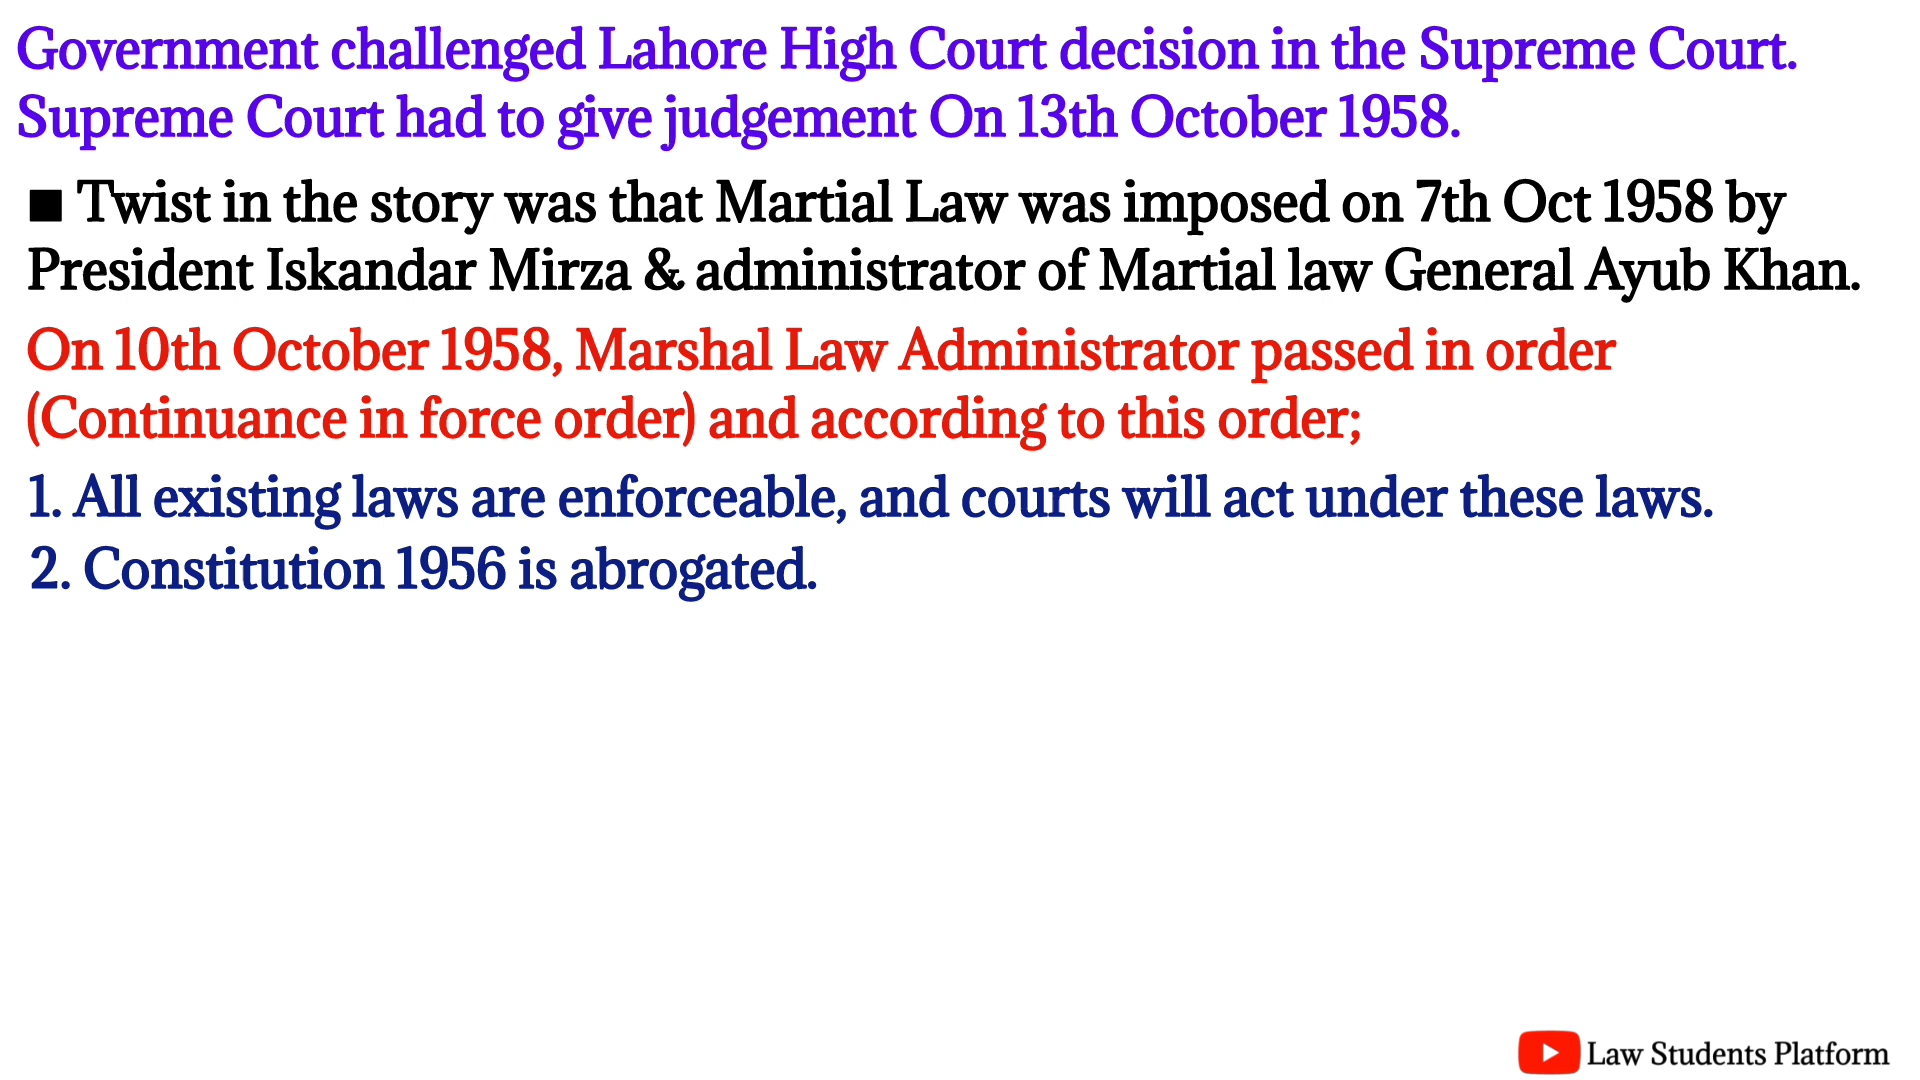 Government challenged Lahore High Court decision in the Supreme Court.
Supreme Court had to give judgement On 13th October 1958.
■ Twist in the story was that Martial Law was imposed on 7th Oct 1958 by
President Iskandar Mirza & administrator of Martial law General Ayub Khan.
On 10th October 1958, Marshal Law Administrator passed in order
(Continuance in force order) and according to this order;
1. All existing laws are enforceable, and courts will act under these laws.
2. Constitution 1956 is abrogated.
Law Students Platform